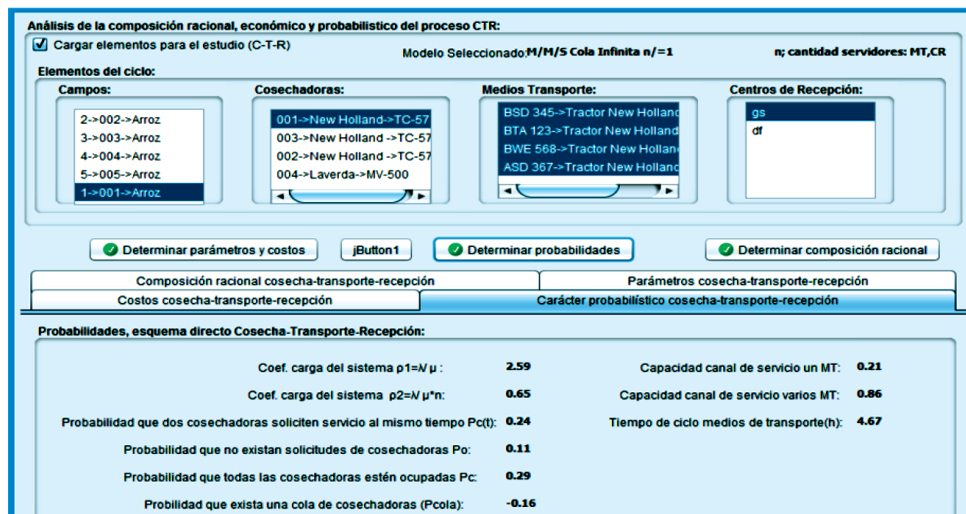 Análisis de la composición racional, económico y probabilistico del proceso CTR:
Cargar elementos para el estudio (C-T-R)
Modelo Seleccionado:M/M/S Cola Infinita n/=1
n; cantidad servidores: MT,CR
Elementos del ciclo:
Campos:
2->002->Arroz
3->003->Arroz
4->004->Arroz
5->005->Arroz
1->001->Arroz
Cosechadoras:
001->New Holland->TC-57
003->New Holland ->TC-57
002->New Holland ->TC-57
004->Laverda->MV-500
Medios Transporte:
BSD 345->Tractor New Holland
BTA 123->Tractor New Holland
BWE 568->Tractor New Holland
ASD 367->Tractor New Holland
Centros de Recepción:
gs
df
Determinar parámetros y costos
jButton1
Determinar probabilidades
Determinar composición racional
Composición racional cosecha-transporte-recepción
Parámetros cosecha-transporte-recepción
Costos cosecha-transporte-recepción
Carácter probabilístico cosecha-transporte-recepción
Probabilidades, esquema directo Cosecha-Transporte-Recepción:
Coef. carga del sistema ρ1=λ/ μ : 2.59
Capacidad canal de servicio un MT: 0.21
Coef. carga del sistema ρ2=λ/ μ*n: 0.65
Capacidad canal de servicio varios MT: 0.86
Probabilidad que dos cosechadoras soliciten servicio al mismo tiempo Pc(t): 0.24
Tiempo de ciclo medios de transporte(h): 4.67
Probabilidad que no existan solicitudes de cosechadoras Po: 0.11
Probabilidad que todas las cosechadoras estén ocupadas Pc: 0.29
Probilidad que exista una cola de cosechadoras (Pcola): -0.16